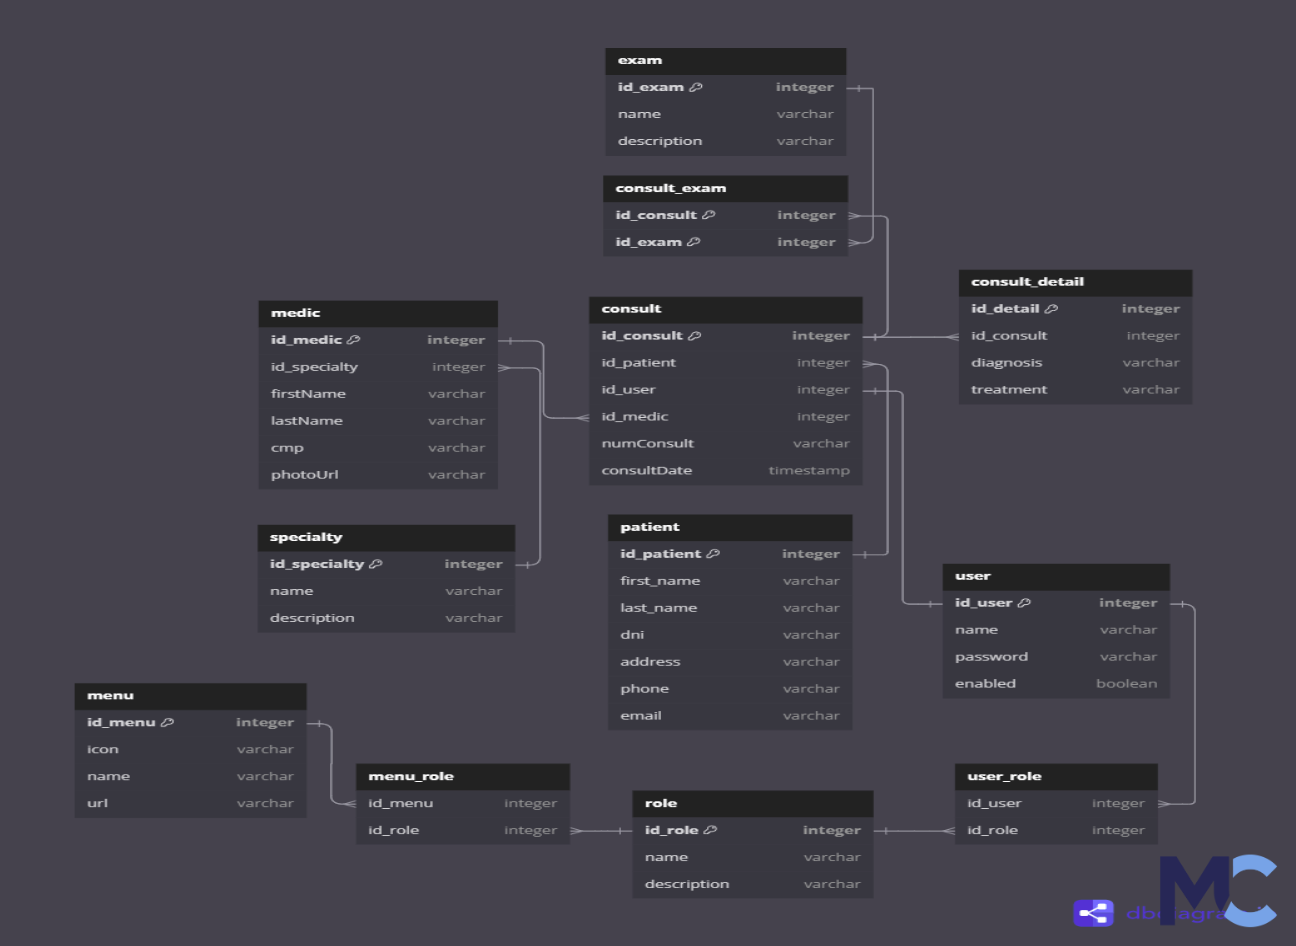 exam
id_exam integer
name varchar
description varchar
consult_exam
id_consult integer
id_exam integer
consult_detail
id_detail integer
id_consult integer
diagnosis varchar
treatment varchar
medic
id_medic integer
id_specialty integer
firstName varchar
lastName varchar
cmp varchar
photoUrl varchar
consult
id_consult integer
id_patient integer
id_user integer
id_medic integer
numConsult varchar
consultDate timestamp
specialty
id_specialty integer
name varchar
description varchar
patient
id_patient integer
first_name varchar
last_name varchar
dni varchar
address varchar
phone varchar
email varchar
user
id_user integer
name varchar
password varchar
enabled boolean
menu
id_menu integer
icon varchar
name varchar
url varchar
menu_role
id_menu integer
id_role integer
role
id_role integer
name varchar
description varchar
user_role
id_user integer
id_role integer
MC